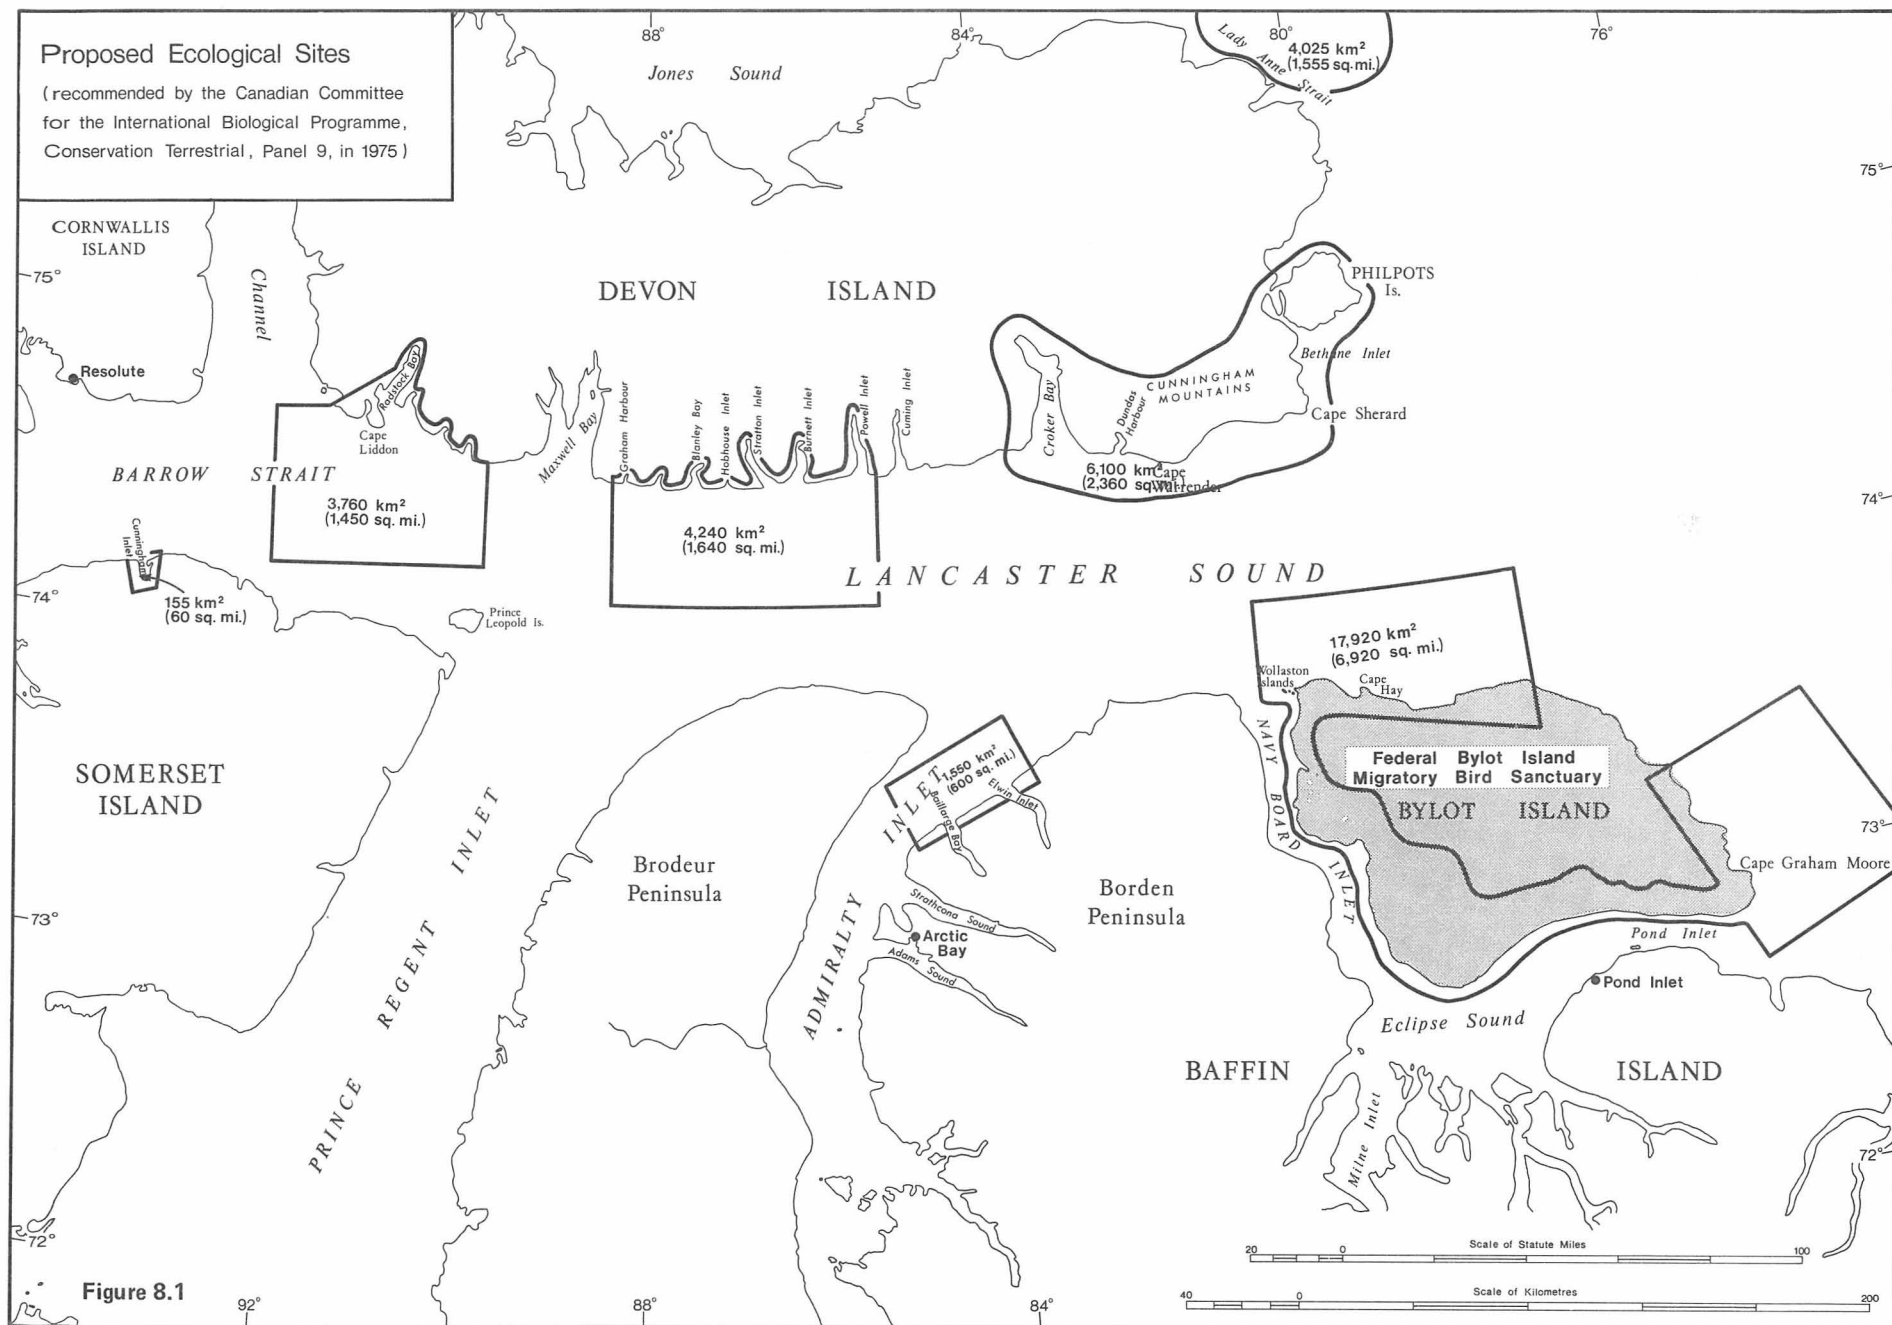 Proposed Ecological Sites
(recommended by the Canadian Committee
for the International Biological Programme,
Conservation Terrestrial, Panel 9, in 1975)
88°
84°
80°
76°
Jones Sound
Lady Anne Strait
4,025 km²
(1,555 sq. mi.)
75°
CORNWALLIS
ISLAND
75°
Channel
DEVON ISLAND
PHILPOTS
Is.
Resolute
Radstock Bay
Cape
Liddon
Maxwell Bay
Graham Harbour
Blanley Bay
Hobhouse Inlet
Stratton Inlet
Burnett Inlet
Powell Inlet
Cuming Inlet
Croker Bay
Dundas
Harbour
CUNNINGHAM
MOUNTAINS
Bethune Inlet
Cape Sherard
BARROW STRAIT
6,100 km²
(2,360 sq. mi.)
Cape
Warrender
74°
3,760 km²
(1,450 sq. mi.)
4,240 km²
(1,640 sq. mi.)
Cunningham
Inlet
LANCASTER SOUND
74°
155 km²
(60 sq. mi.)
Prince
Leopold Is.
17,920 km²
(6,920 sq. mi.)
Wollaston
Islands
Cape
Hay
NAVY BOARD INLET
SOMERSET
ISLAND
1,550 km²
(600 sq. mi.)
Elwin Inlet
Baillarge Bay
Federal Bylot Island
Migratory Bird Sanctuary
BYLOT ISLAND
73°
PRINCE REGENT INLET
Brodeur
Peninsula
ADMIRALTY INLET
Borden
Peninsula
Cape Graham Moore
73°
Strathcona Sound
Arctic
Bay
Adams Sound
Pond Inlet
Pond Inlet
Eclipse Sound
BAFFIN ISLAND
Milne Inlet
72°
72°
Scale of Statute Miles
20 0 100
Figure 8.1
Scale of Kilometres
40 0 200
92°
88°
84°